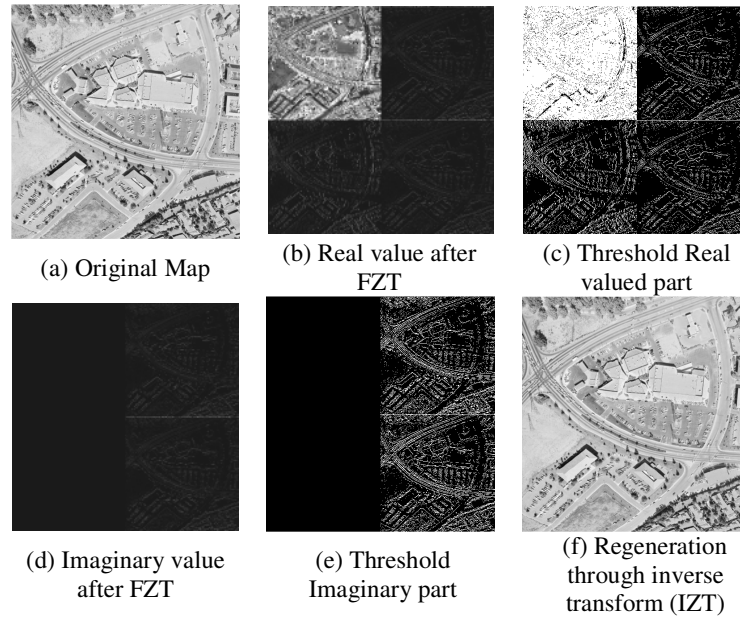 (a) Original Map
(b) Real value after
FZT
(c) Threshold Real
valued part
(d) Imaginary value
after FZT
(e) Threshold
Imaginary part
(f) Regeneration
through inverse
transform (IZT)